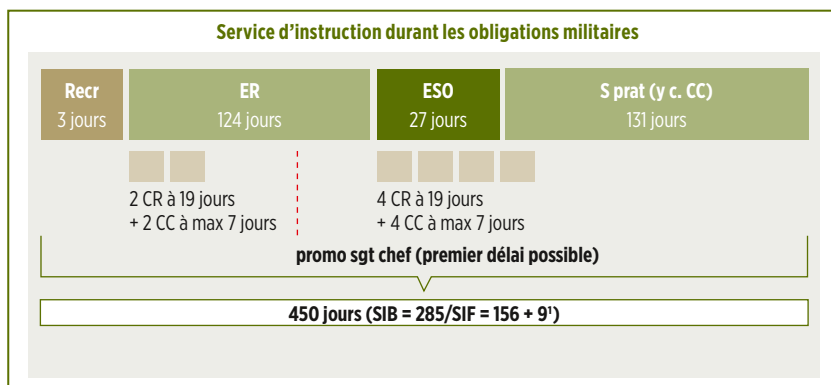 Service d’instruction durant les obligations militaires
Recr
3 jours
ER
124 jours
ESO
27 jours
S prat (y c. CC)
131 jours
2 CR à 19 jours
+ 2 CC à max 7 jours
4 CR à 19 jours
+ 4 CC à max 7 jours
promo sgt chef (premier délai possible)
450 jours (SIB = 285/SIF = 156 + 9¹)